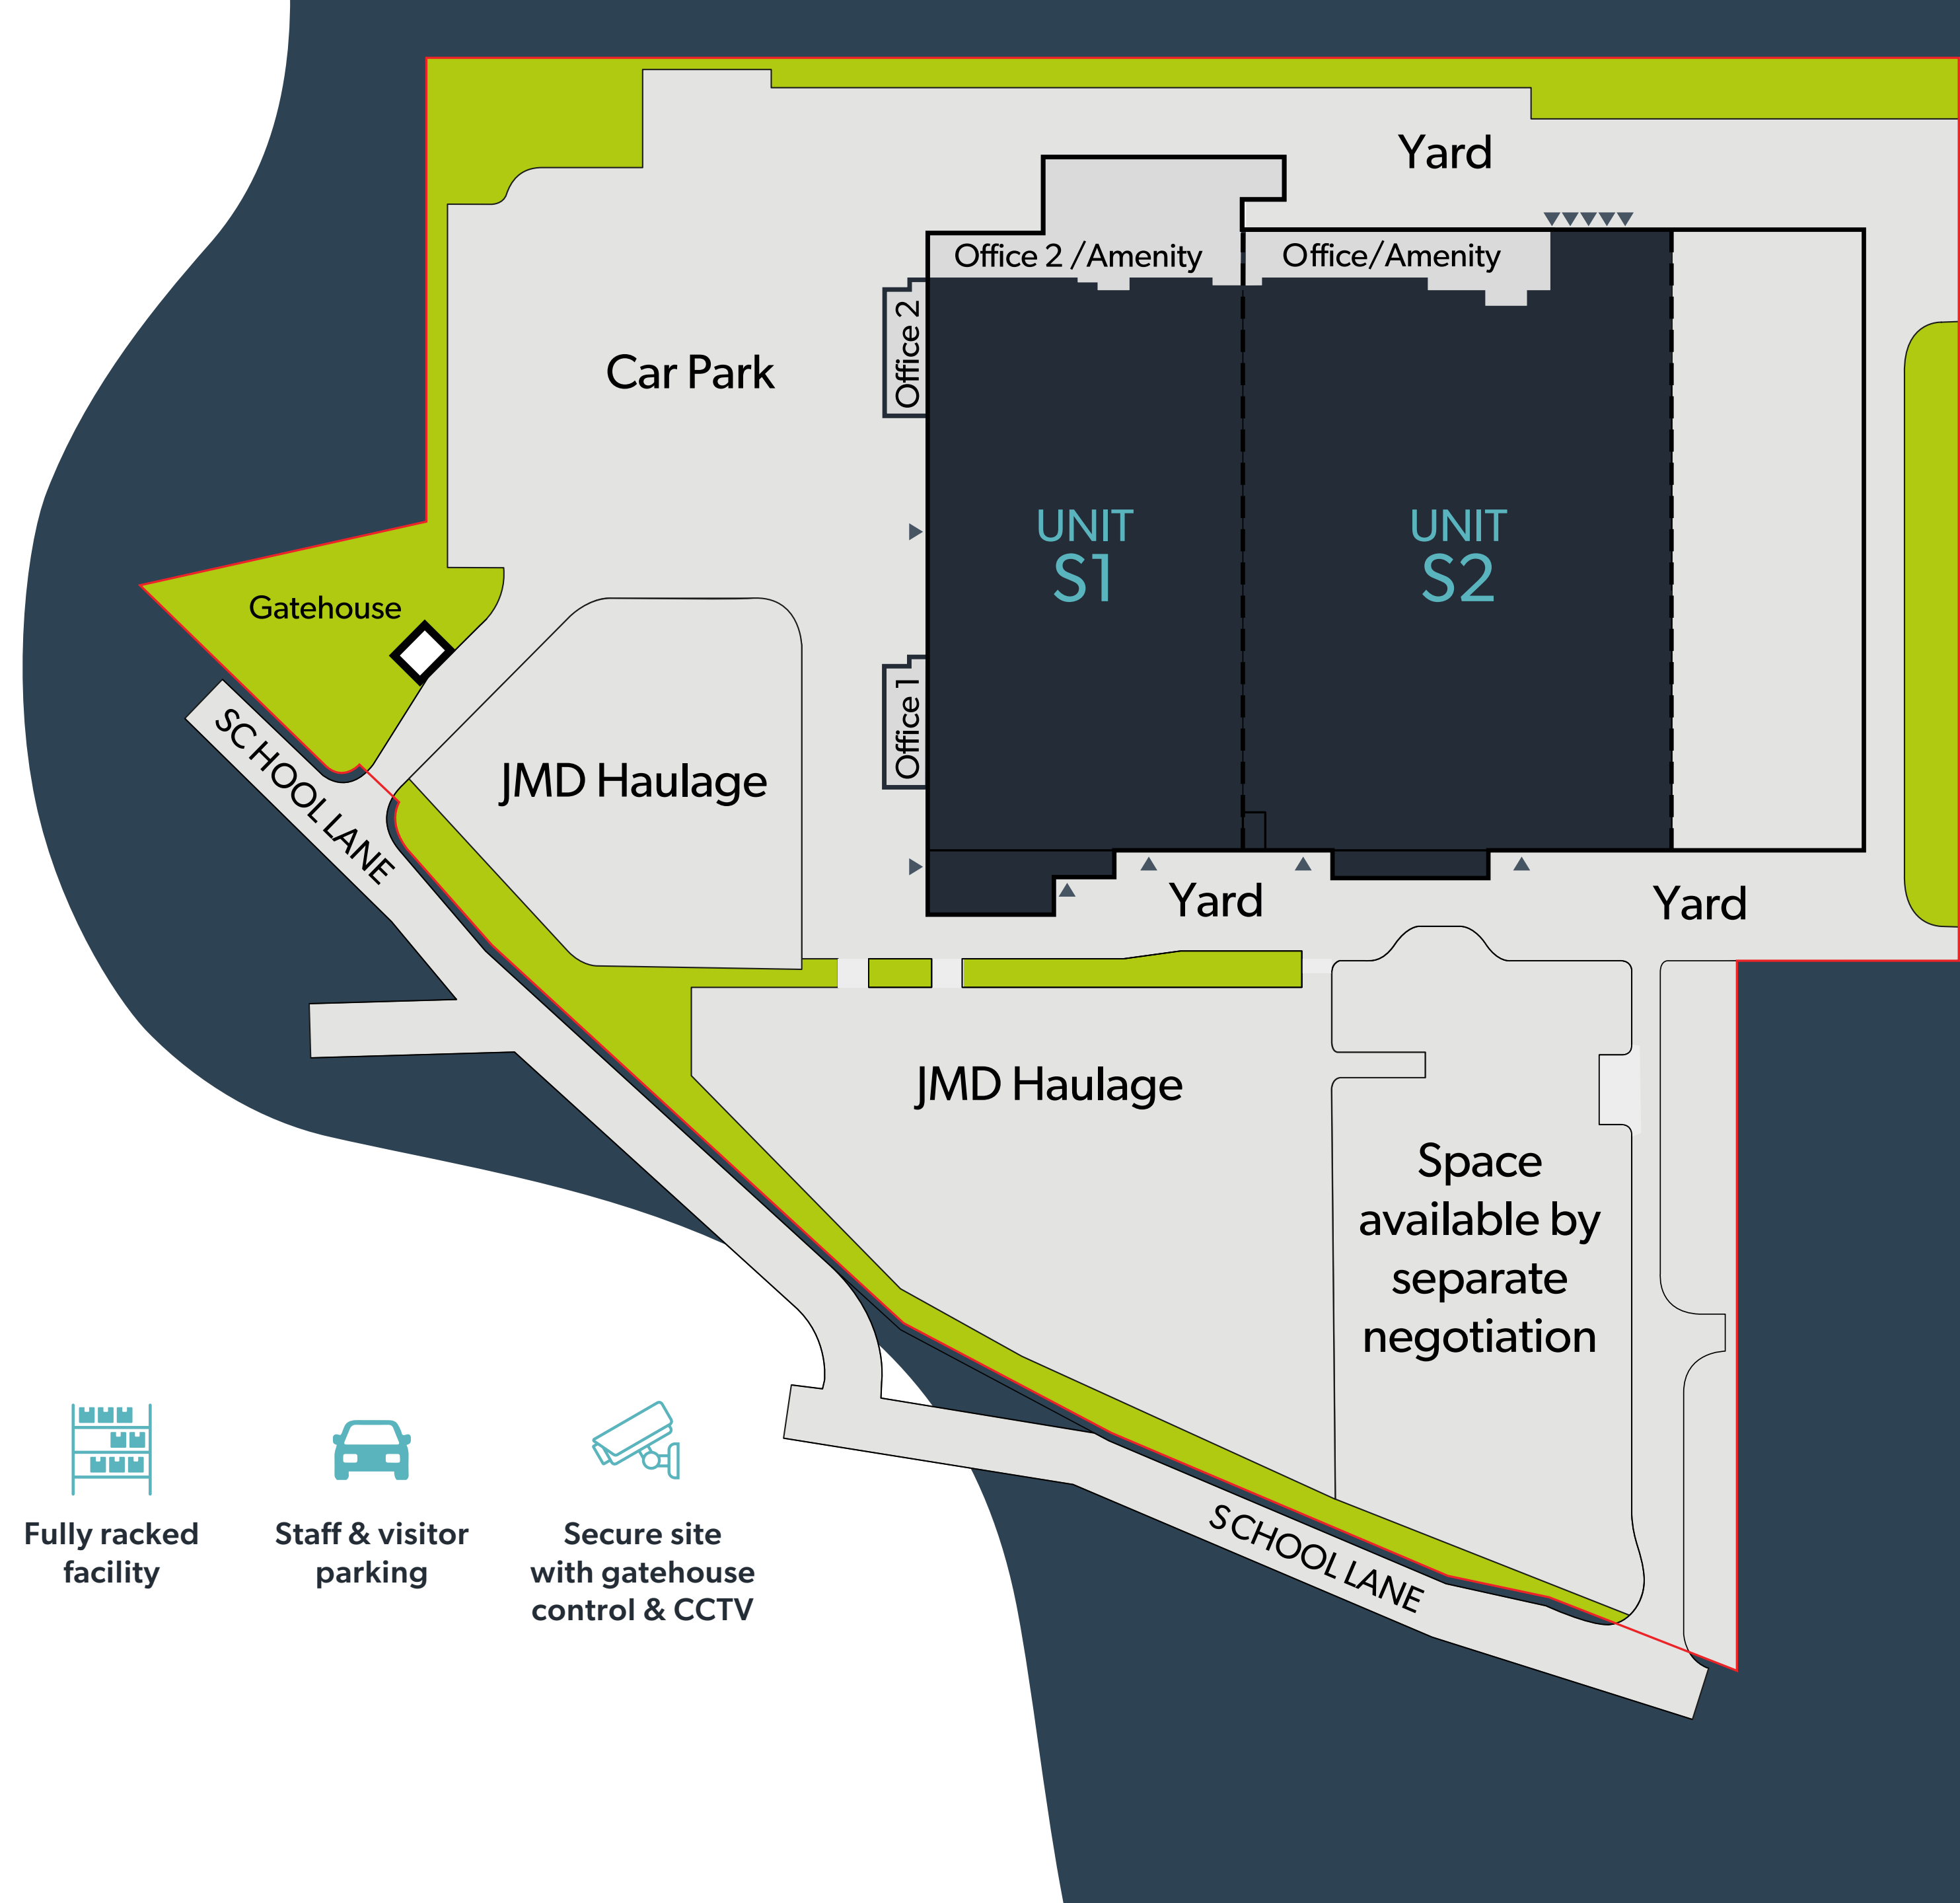 Yard
Office 2 /Amenity
Office/Amenity
Office 2
Car Park
UNIT
S1
UNIT
S2
Gatehouse
Office 1
JMD Haulage
SCHOOL LANE
Yard
Yard
JMD Haulage
Space
available by
separate
negotiation
SCHOOL LANE
Fully racked
facility
Staff & visitor
parking
Secure site
with gatehouse
control & CCTV